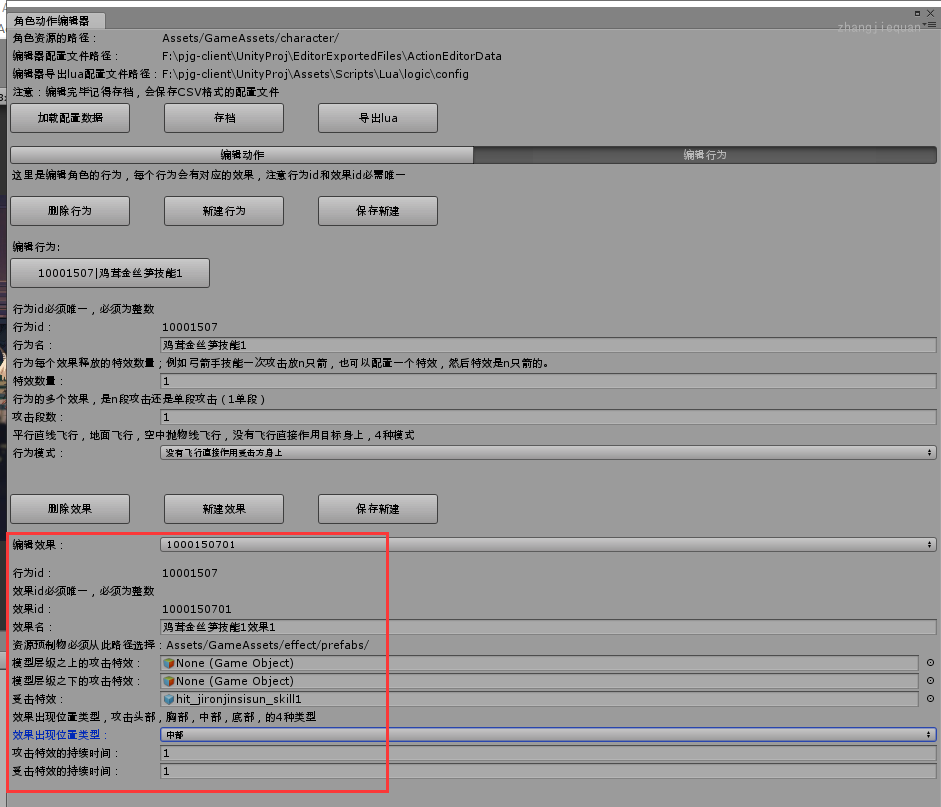 角色动作编辑器
zhangjiequan
角色资源的路径： Assets/GameAssets/character/
编辑器配置文件路径： F:\pjg-client\UnityProj\EditorExportedFiles\ActionEditorData
编辑器导出lua配置文件路径：F:\pjg-client\UnityProj\Assets\Scripts\Lua\logic\config
注意：编辑完毕记得存档，会保存CSV格式的配置文件
加载配置数据 存档 导出lua
编辑动作 编辑行为
这里是编辑角色的行为，每个行为会有对应的效果，注意行为id和效果id必需唯一
删除行为 新建行为 保存新建
编辑行为:
10001507|鸡茸金丝笋技能1
行为id必须唯一，必须为整数
行为id： 10001507
行为名： 鸡茸金丝笋技能1
行为每个效果释放的特效数量；例如弓箭手技能一次攻击放n只箭，也可以配置一个特效，然后特效是n只箭的。
特效数量： 1
行为的多个效果，是n段攻击还是单段攻击（1单段）
攻击段数： 1
平行直线飞行，地面飞行，空中抛物线飞行，没有飞行直接作用目标身上，4种模式
行为模式： 没有飞行直接作用受击方身上
删除效果 新建效果 保存新建
编辑效果： 1000150701
行为id： 10001507
效果id必须唯一，必须为整数
效果id： 1000150701
效果名： 鸡茸金丝笋技能1效果1
资源预制物必须从此路径选择：Assets/GameAssets/effect/prefabs/
模型层级之上的攻击特效： None (Game Object)
模型层级之下的攻击特效： None (Game Object)
受击特效： hit_jironjinsisun_skill1
效果出现位置类型，攻击头部，胸部，中部，底部，的4种类型
效果出现位置类型： 中部
攻击特效的持续时间： 1
受击特效的持续时间： 1